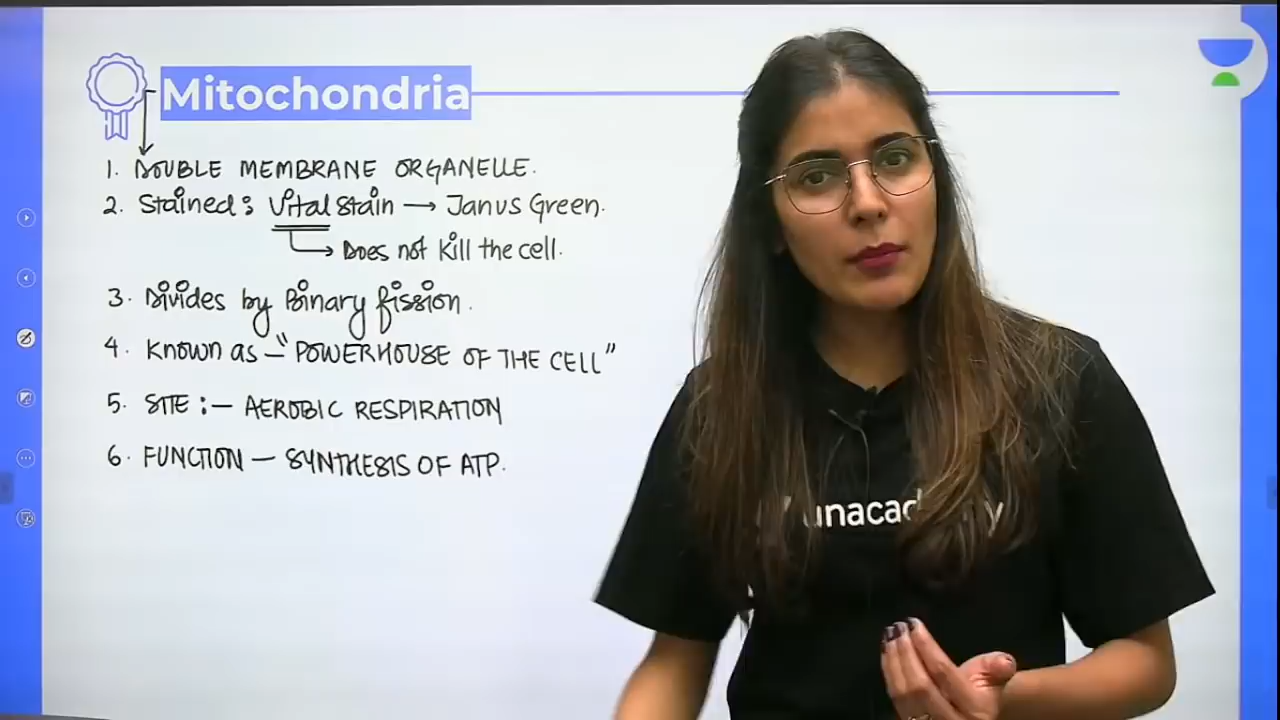 Mitochondria
1. DOUBLE MEMBRANE ORGANELLE.
2. Stained: Vital Stain → Janus Green.
→ Does not Kill the cell.
3. Divides by Binary fission.
4. Known as - "POWERHOUSE OF THE CELL"
5. SITE :- AEROBIC RESPIRATION
6. FUNCTION - SYNTHESIS OF ATP.
unacademy